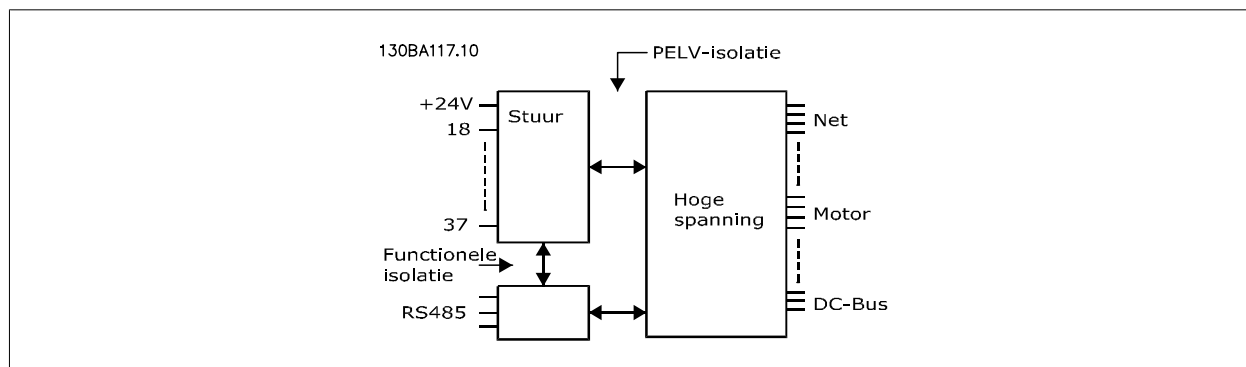 130BA117.10
PELV-isolatie
+24V
Stuur
18
37
Net
Hoge
spanning
Motor
Functionele
isolatie
RS485
DC-Bus